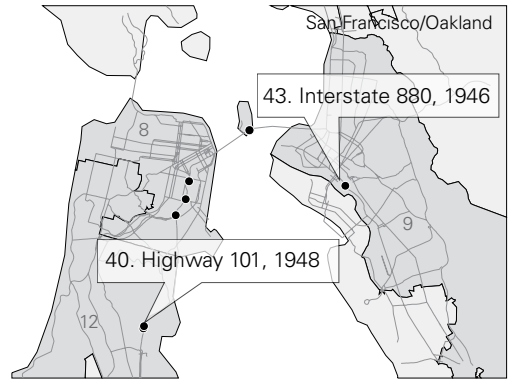 San Francisco/Oakland
43. Interstate 880, 1946
8
9
40. Highway 101, 1948
12